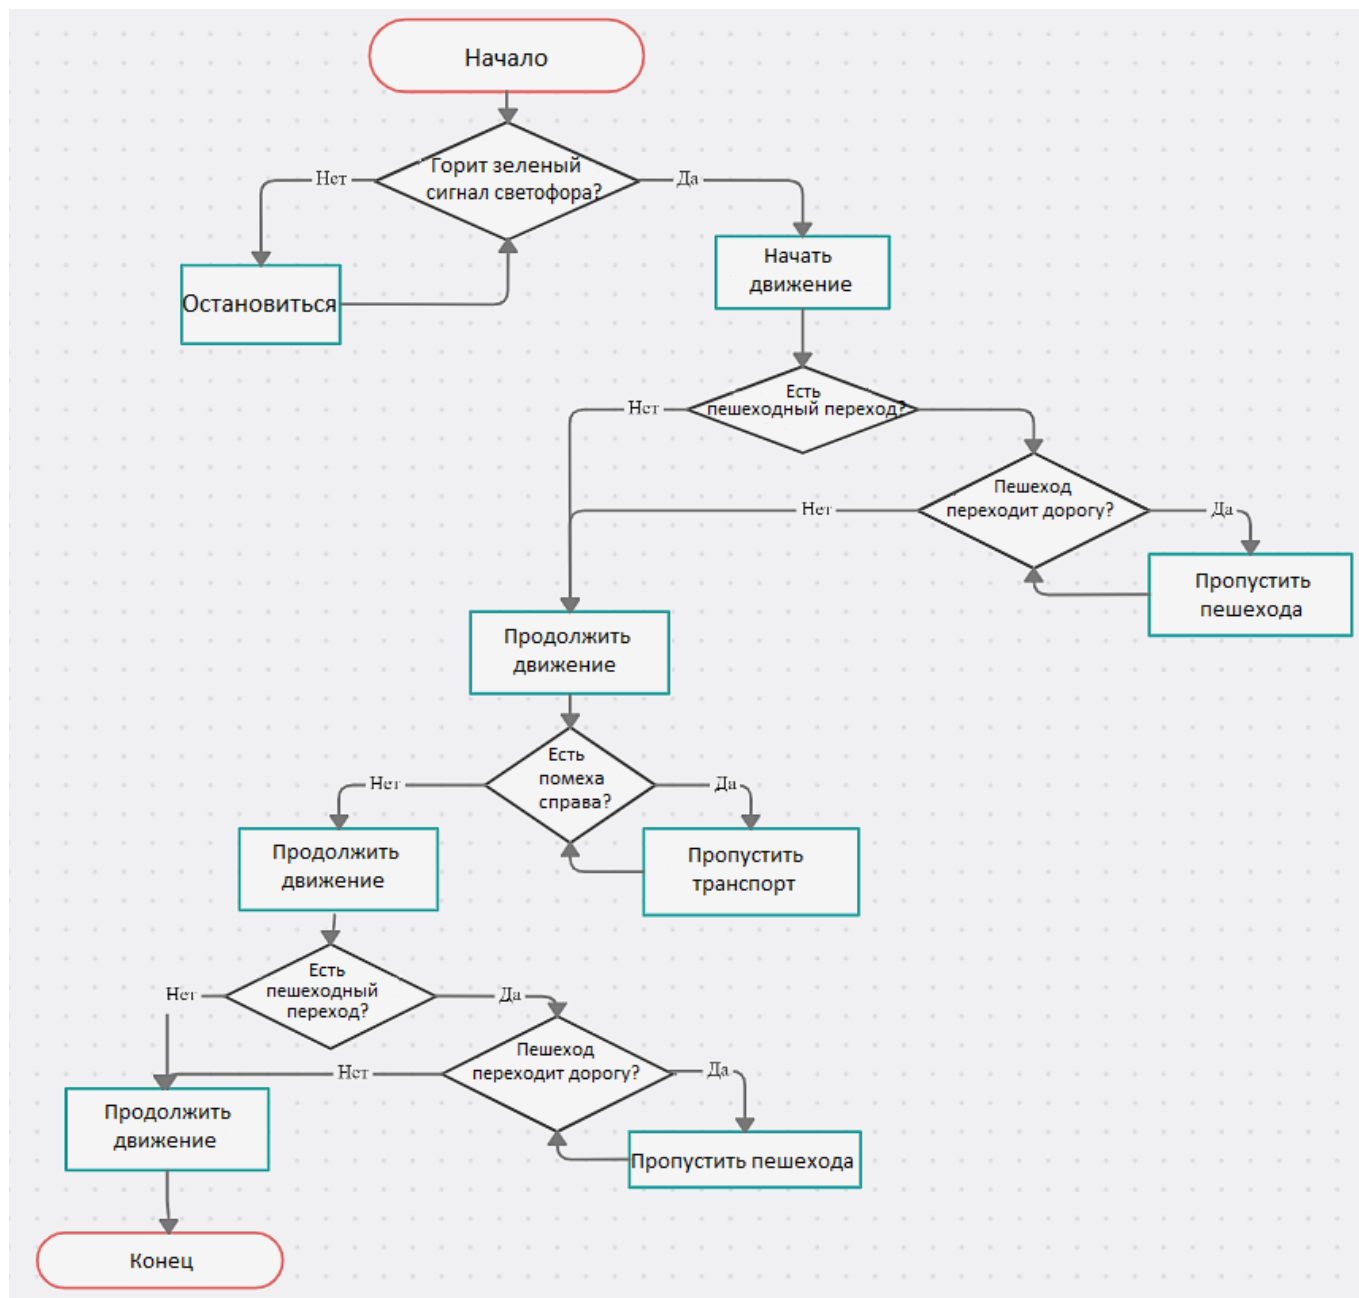 Начало
Горит зеленый
сигнал светофора?
Нет
Да
Остановиться
Начать
движение
Есть
пешеходный переход?
Нет
Пешеход
переходит дорогу?
Нет
Да
Пропустить
пешехода
Продолжить
движение
Есть
помеха
справа?
Нет
Да
Продолжить
движение
Пропустить
транспорт
Есть
пешеходный
переход?
Нет
Да
Пешеход
переходит дорогу?
Нет
Да
Продолжить
движение
Пропустить пешехода
Конец